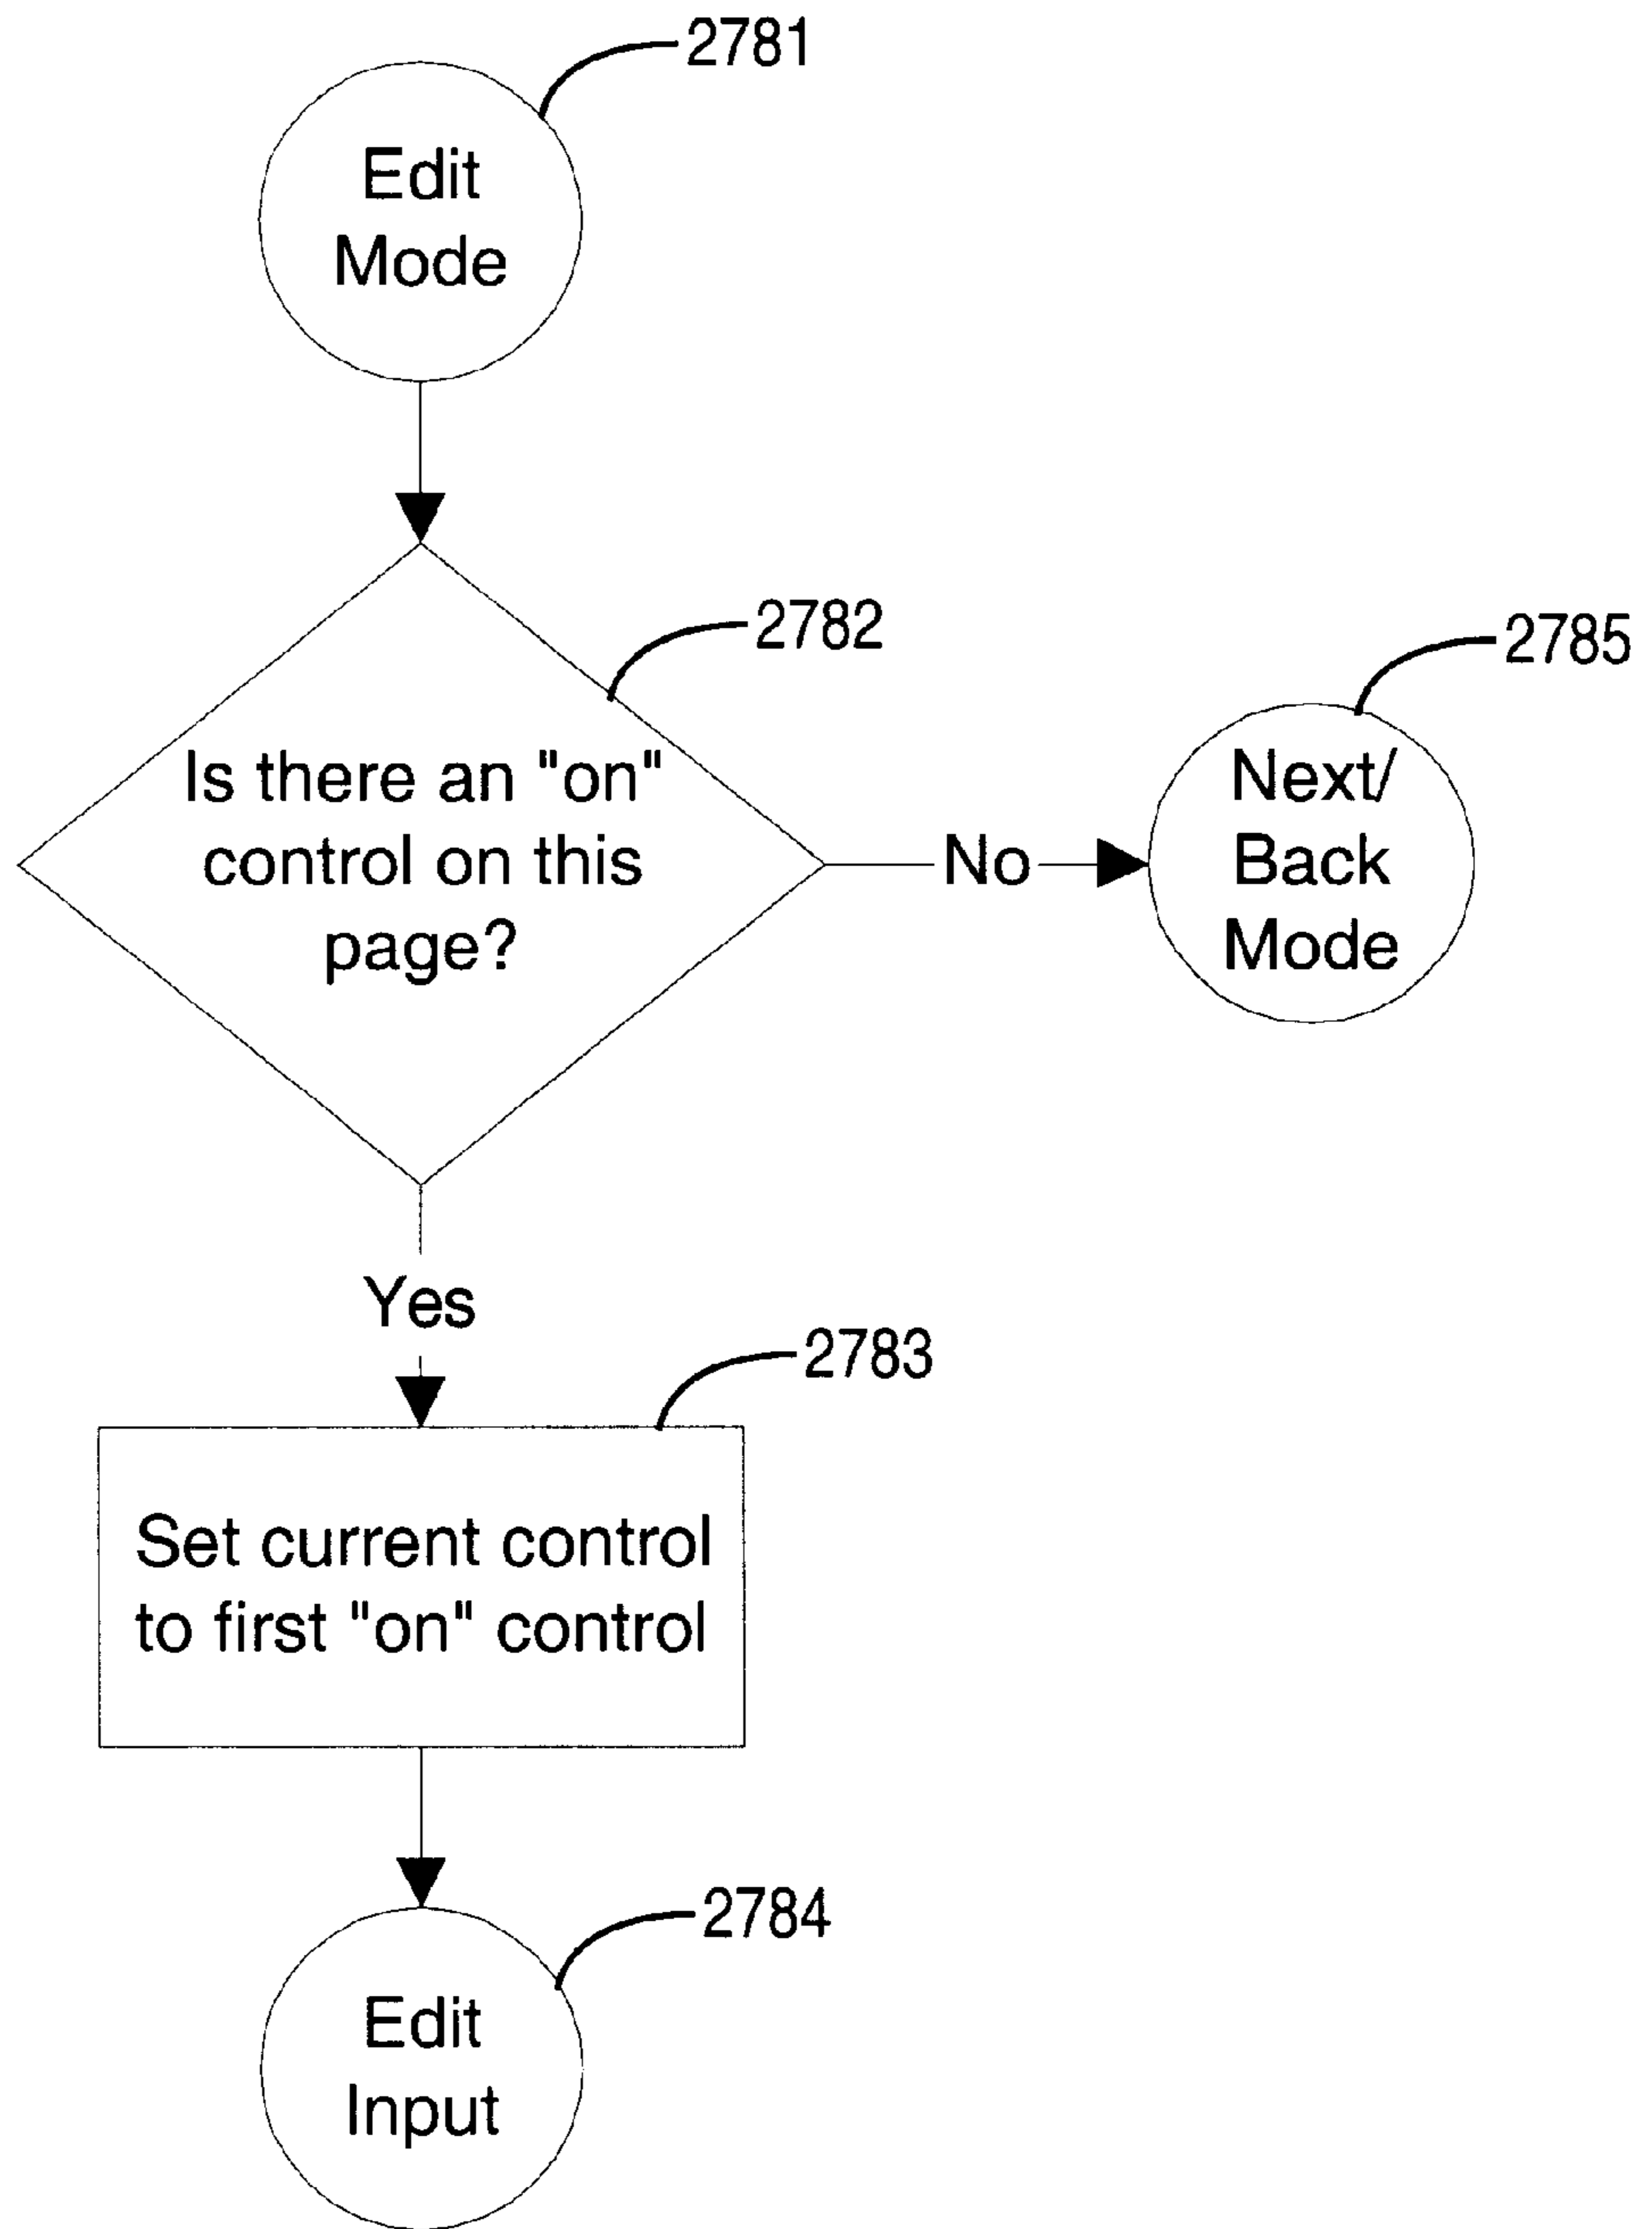 2781
Edit
Mode
2782
Is there an "on"
control on this
page?
No
2785
Next/
Back
Mode
Yes
2783
Set current control
to first "on" control
2784
Edit
Input